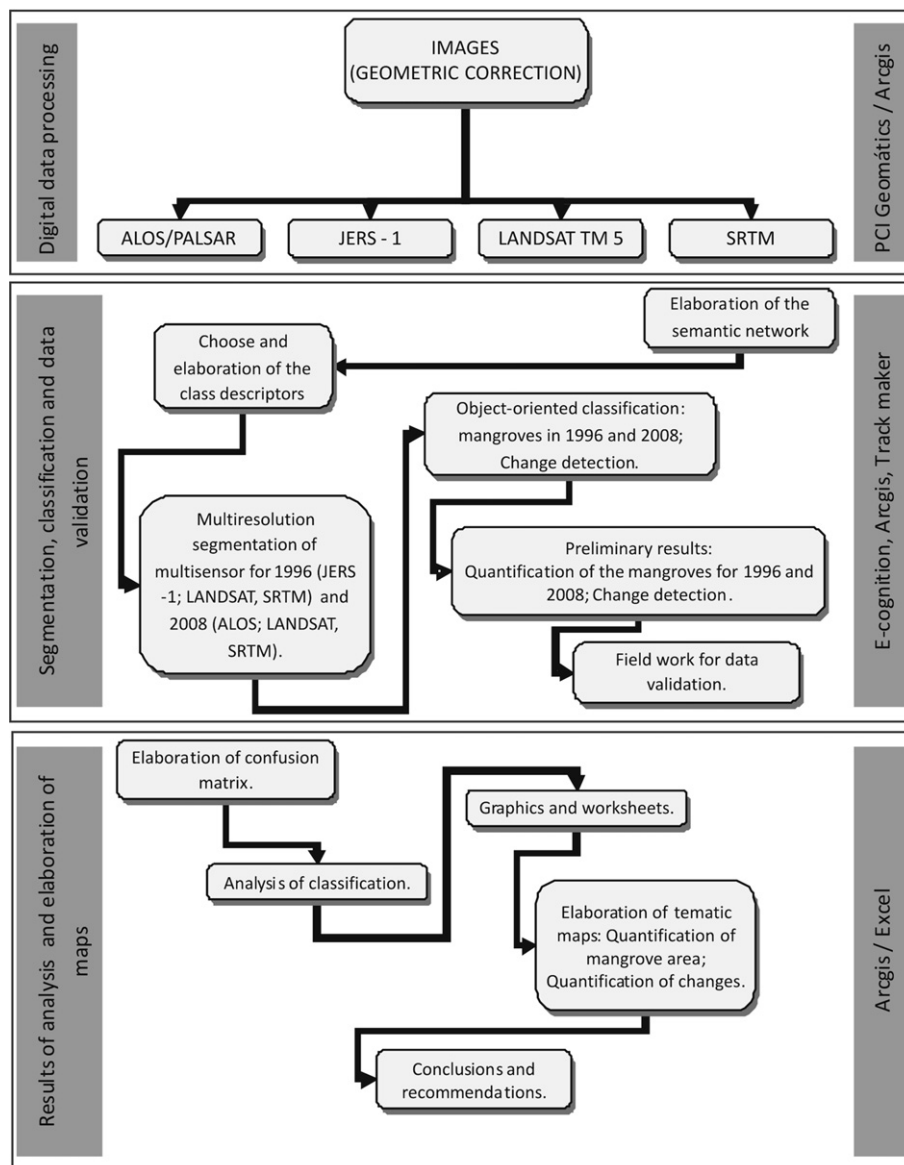 Digital data processing
IMAGES
(GEOMETRIC CORRECTION)
ALOS/PALSAR
JERS - 1
LANDSAT TM 5
SRTM
PCI Geomátics / Arcgis
Segmentation, classification and data
validation
Elaboration of the
semantic network
Choose and
elaboration of the
class descriptors
Multiresolution
segmentation of
multisensor for 1996 (JERS
-1; LANDSAT, SRTM) and
2008 (ALOS; LANDSAT,
SRTM).
Object-oriented classification:
mangroves in 1996 and 2008;
Change detection.
Preliminary results:
Quantification of the mangroves for 1996 and
2008; Change detection.
Field work for data
validation.
E-cognition, Arcgis, Track maker
Results of analysis and elaboration of
maps
Elaboration of confusion
matrix.
Analysis of classification.
Graphics and worksheets.
Elaboration of tematic
maps: Quantification of
mangrove area;
Quantification of changes.
Conclusions and
recommendations.
Arcgis / Excel